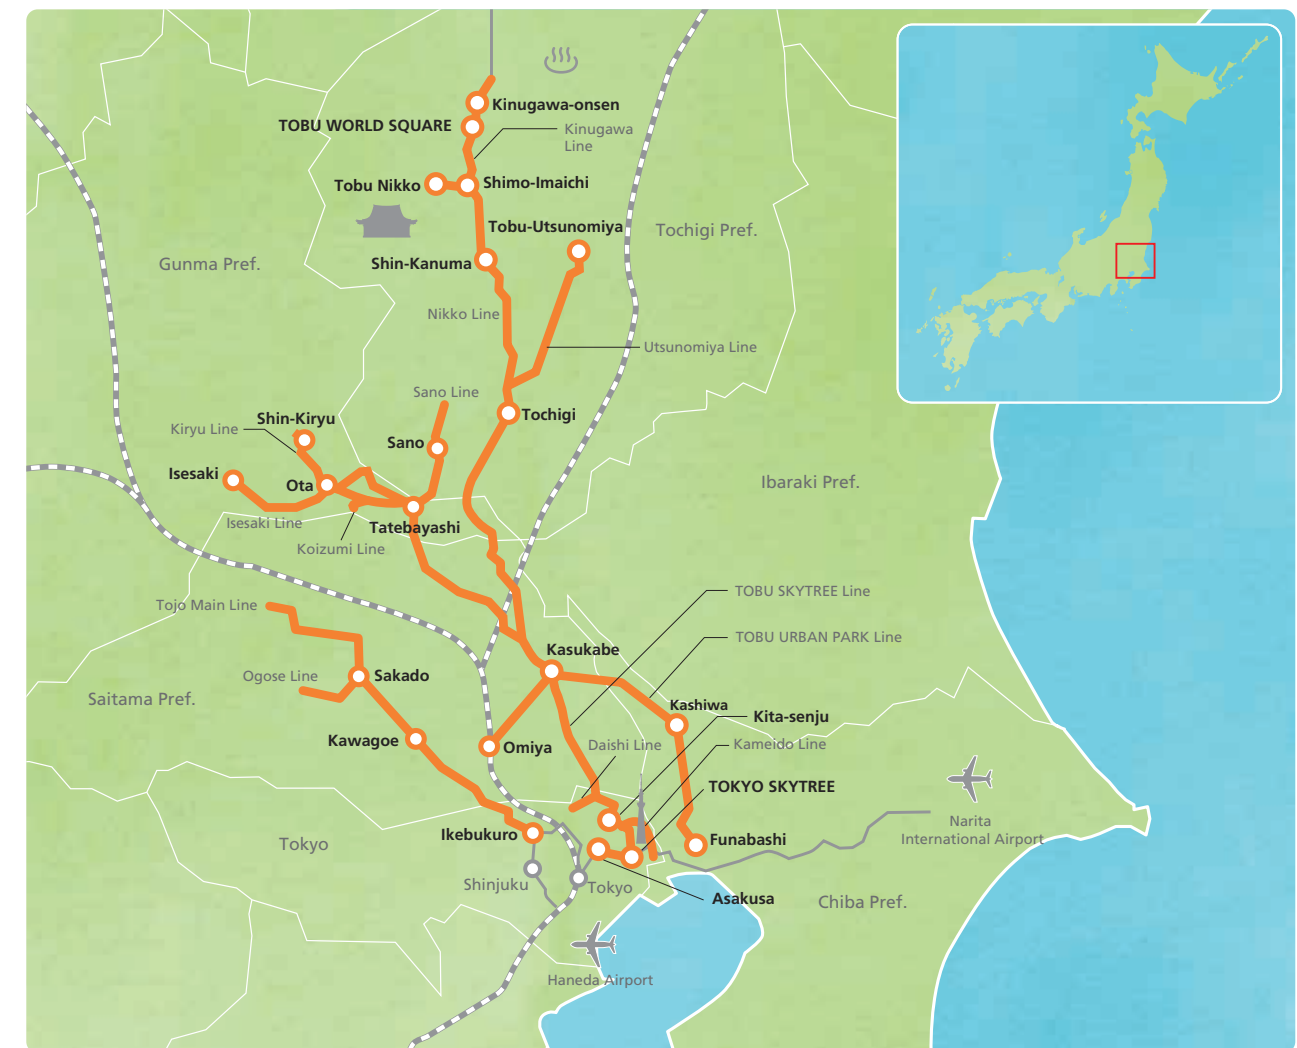 Kinugawa-onsen
TOBU WORLD SQUARE
Kinugawa
Line
Tobu Nikko
Shimo-Imaichi
Tobu-Utsunomiya
Tochigi Pref.
Gunma Pref.
Shin-Kanuma
Nikko Line
Utsunomiya Line
Sano Line
Shin-Kiryu
Tochigi
Kiryu Line
Sano
Isesaki
Ota
Ibaraki Pref.
Isesaki Line
Tatebayashi
Koizumi Line
TOBU SKYTREE Line
Tojo Main Line
TOBU URBAN PARK Line
Kasukabe
Ogose Line
Sakado
Saitama Pref.
Kashiwa
Kita-senju
Kawagoe
Omiya
Daishi Line
Kameido Line
TOKYO SKYTREE
Narita
International Airport
Ikebukuro
Funabashi
Tokyo
Shinjuku
Tokyo
Asakusa
Chiba Pref.
Haneda Airport